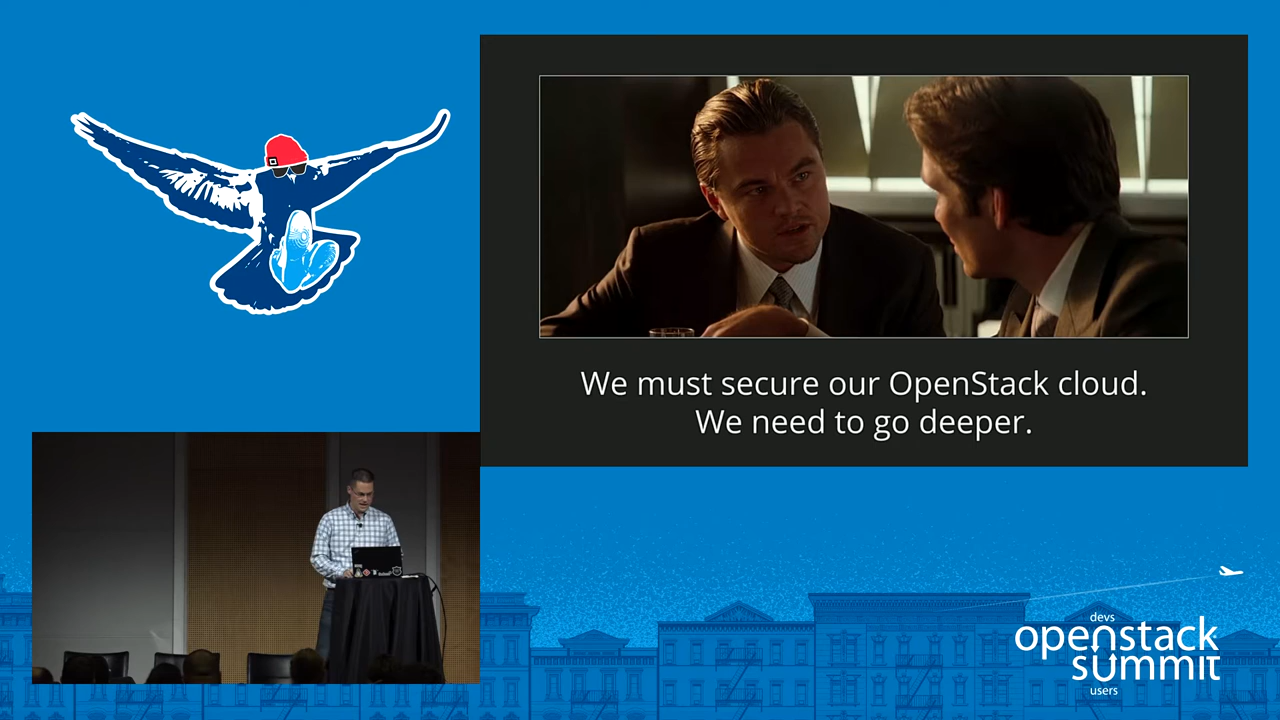 We must secure our OpenStack cloud.
We need to go deeper.
devs
openstack
summit
users